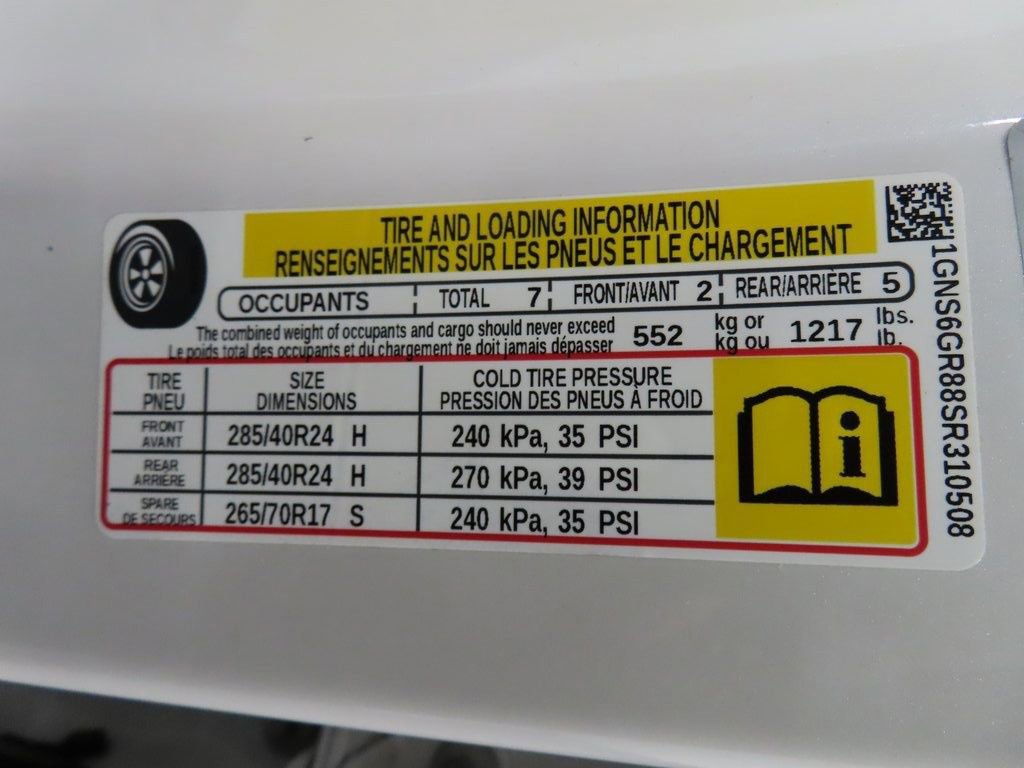 TIRE AND LOADING INFORMATION
RENSEIGNEMENTS SUR LES PNEUS ET LE CHARGEMENT
OCCUPANTS TOTAL 7 FRONT/AVANT 2 REAR/ARRIÈRE 5
The combined weight of occupants and cargo should never exceed
Le poids total des occupants et du chargement ne doit jamais dépasser
552 kg or 1217 lbs.
kg ou lb.
TIRE SIZE COLD TIRE PRESSURE
PNEU DIMENSIONS PRESSION DES PNEUS À FROID
FRONT
AVANT 285/40R24 H 240 kPa, 35 PSI
REAR
ARRIÈRE 285/40R24 H 270 kPa, 39 PSI
SPARE
DE SECOURS 265/70R17 S 240 kPa, 35 PSI
i
1GNS6GR88SR310508